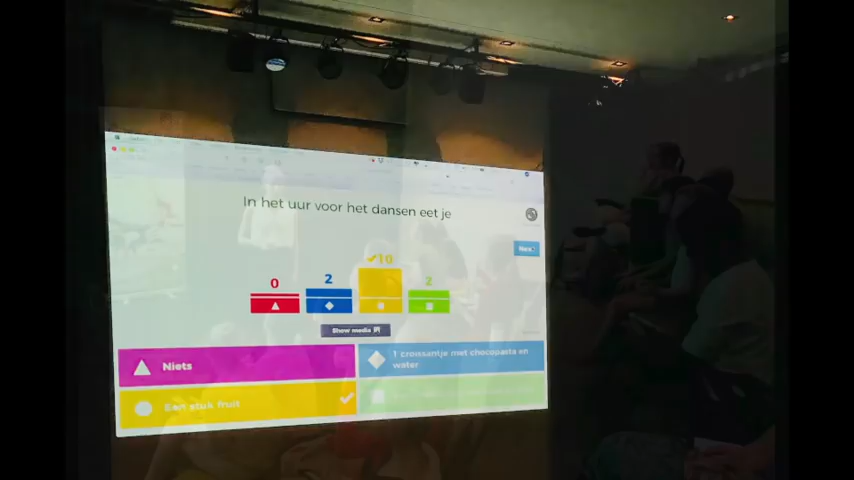 In het uur voor het dansen eet je
Next
0
2
10
2
Show media
Niets
1 croissantje met chocopasta en
water
Een stuk fruit